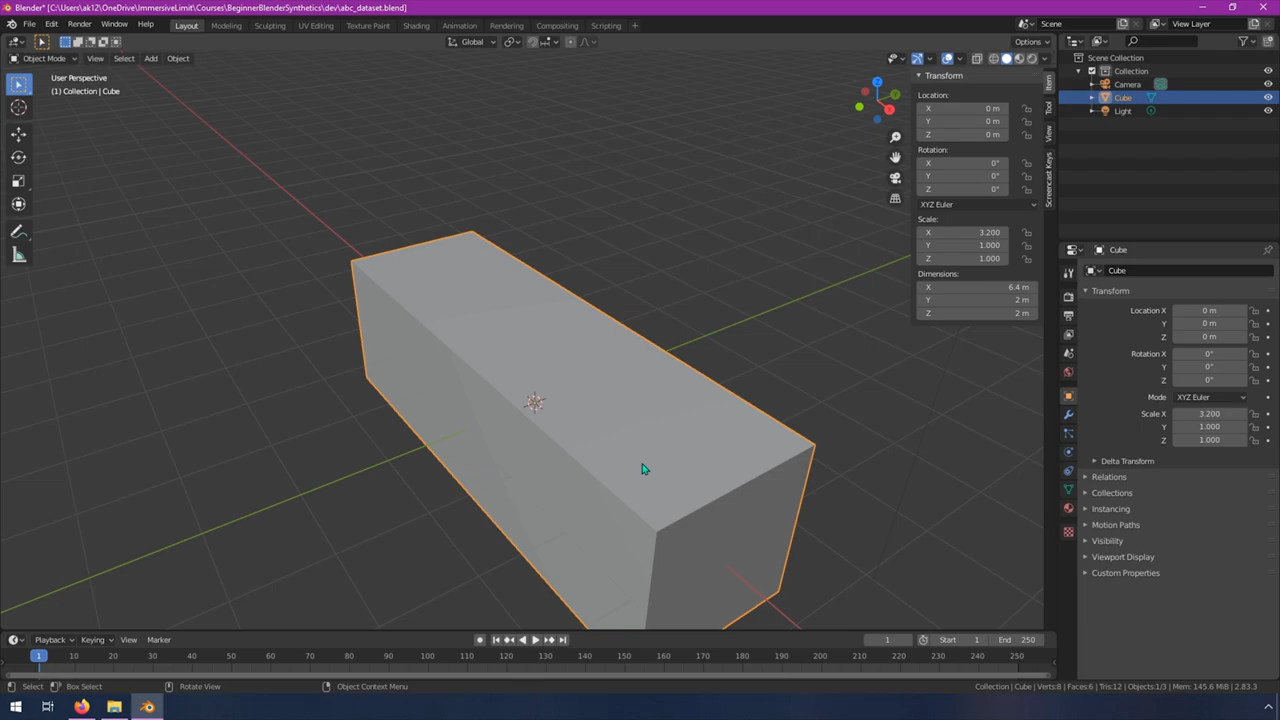 Blender* [C:\Users\ak12\OneDrive\ImmersiveLimit\Courses\BeginnerBlenderSynthetics\dev\abc_dataset.blend]
File Edit Render Window Help Layout Modeling Sculpting UV Editing Texture Paint Shading Animation Rendering Compositing Scripting + Scene View Layer
Global Options
Object Mode View Select Add Object
User Perspective
(1) Collection | Cube
Transform
Location:
X 0 m
Y 0 m
Z 0 m
Rotation:
X 0°
Y 0°
Z 0°
XYZ Euler
Scale:
X 3.200
Y 1.000
Z 1.000
Dimensions:
X 6.4 m
Y 2 m
Z 2 m
Item
Tool
View
Screencast Keys
Z
Y
X
Scene Collection
Collection
Camera
Cube
Light
Cube
Cube
Transform
Location X 0 m
Y 0 m
Z 0 m
Rotation X 0°
Y 0°
Z 0°
Mode XYZ Euler
Scale X 3.200
Y 1.000
Z 1.000
Delta Transform
Relations
Collections
Instancing
Motion Paths
Visibility
Viewport Display
Custom Properties
Playback Keying View Marker 1 Start 1 End 250
1 10 20 30 40 50 60 70 80 90 100 110 120 130 140 150 160 170 180 190 200 210 220 230 240 250
Select Box Select Rotate View Object Context Menu Collection | Cube | Verts:8 | Faces:6 | Tris:12 | Objects:1/3 | Mem: 145.6 MiB | 2.83.3